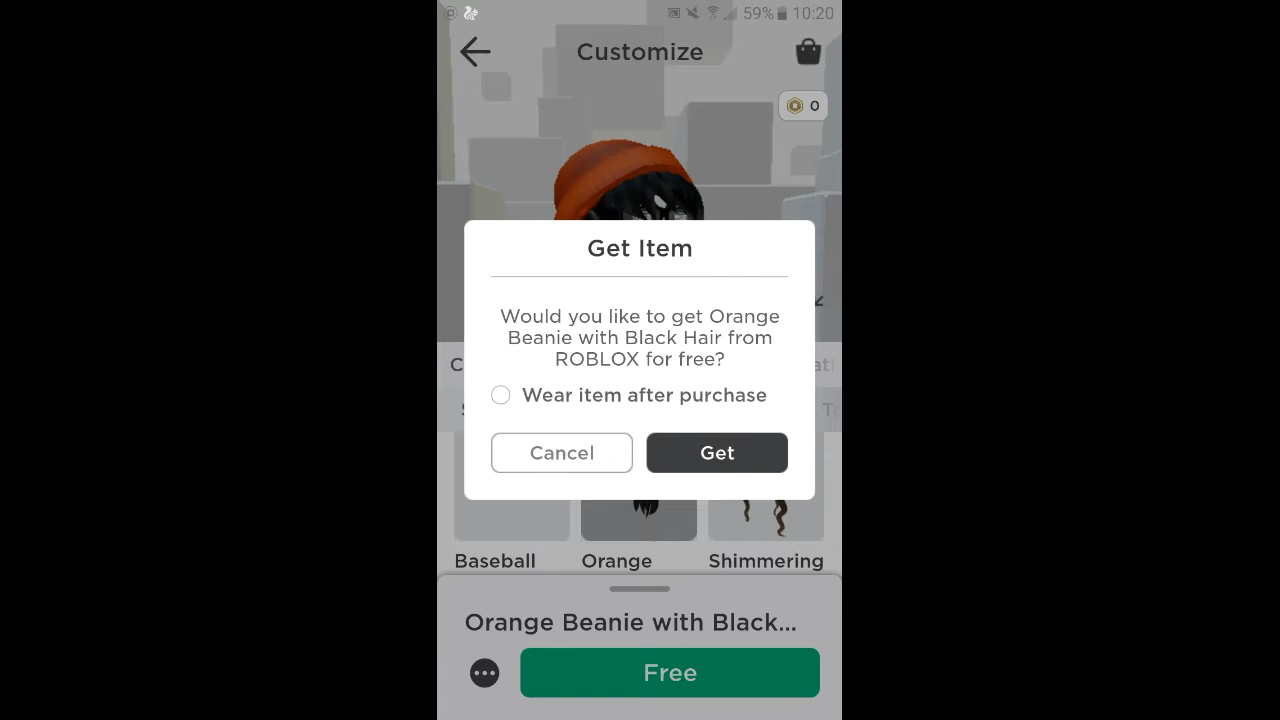 59% 10:20
Customize
0
Get Item
Would you like to get Orange
Beanie with Black Hair from
ROBLOX for free?
Wear item after purchase
Cancel Get
Baseball Orange Shimmering
Orange Beanie with Black...
Free